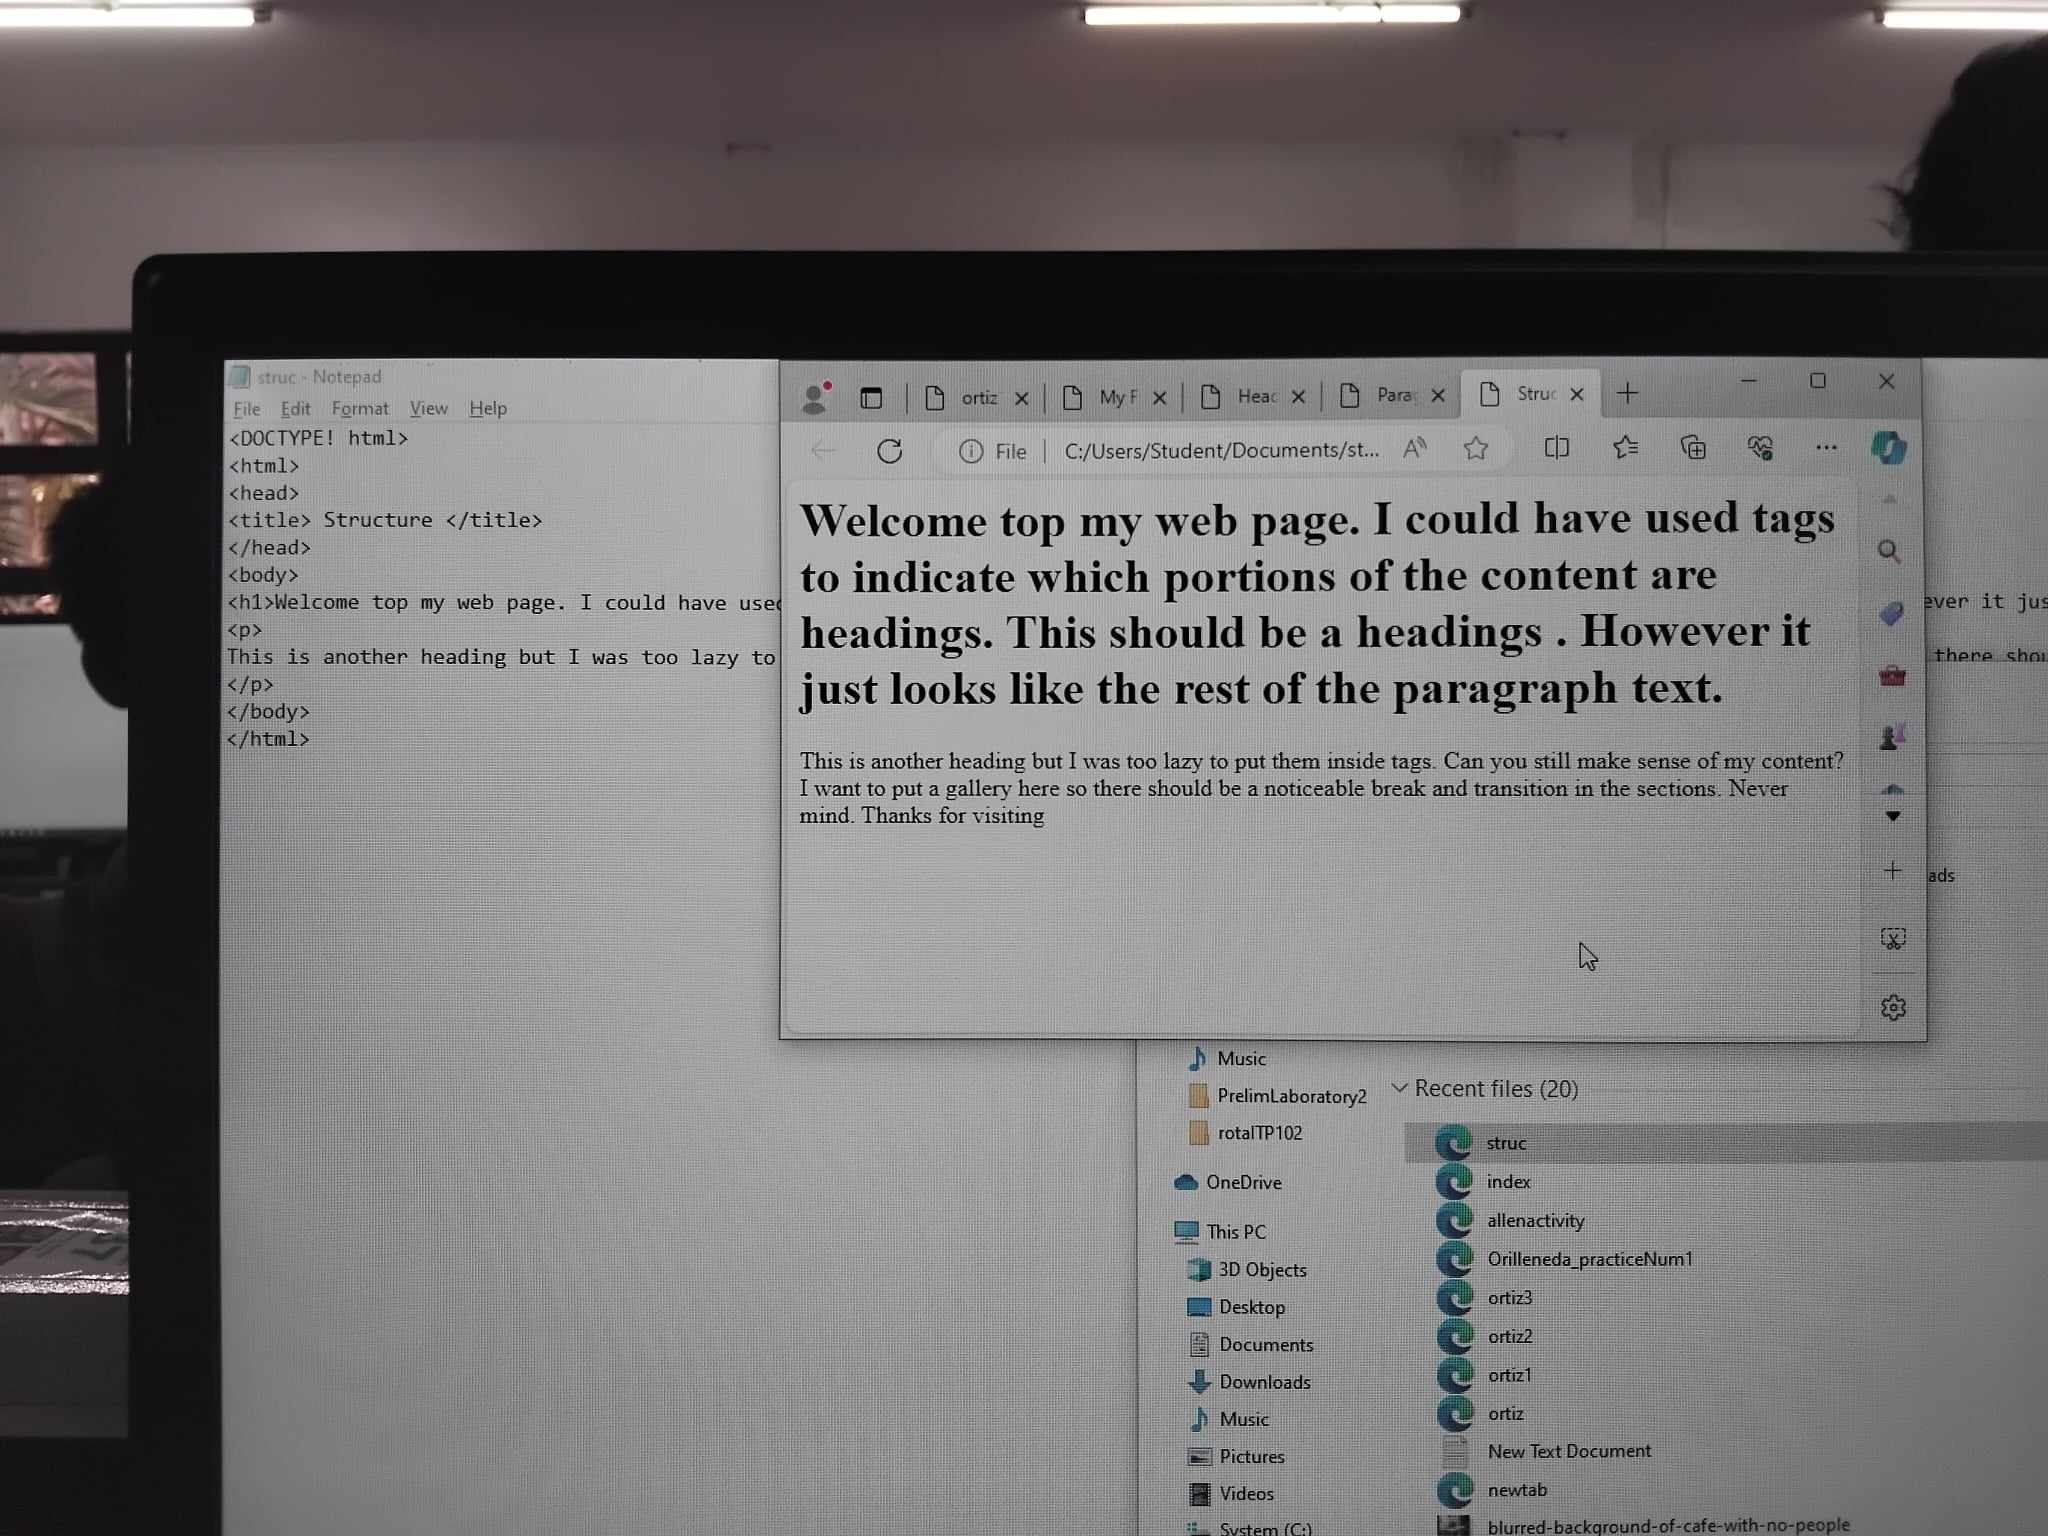 struc - Notepad
File Edit Format View Help
<DOCTYPE! html>
<html>
<head>
<title> Structure </title>
</head>
<body>
<h1>Welcome top my web page. I could have used
<p>
This is another heading but I was too lazy to
</p>
</body>
</html>
ortiz
My F
Head
Parag
Struc
File
C:/Users/Student/Documents/st...
Welcome top my web page. I could have used tags
to indicate which portions of the content are
headings. This should be a headings . However it
just looks like the rest of the paragraph text.
This is another heading but I was too lazy to put them inside tags. Can you still make sense of my content?
I want to put a gallery here so there should be a noticeable break and transition in the sections. Never
mind. Thanks for visiting
ever it jus
there shou
ads
Music
PrelimLaboratory2
rotaITP102
OneDrive
This PC
3D Objects
Desktop
Documents
Downloads
Music
Pictures
Videos
System (C:)
Recent files (20)
struc
index
allenactivity
Orilleneda_practiceNum1
ortiz3
ortiz2
ortiz1
ortiz
New Text Document
newtab
blurred-background-of-cafe-with-no-people